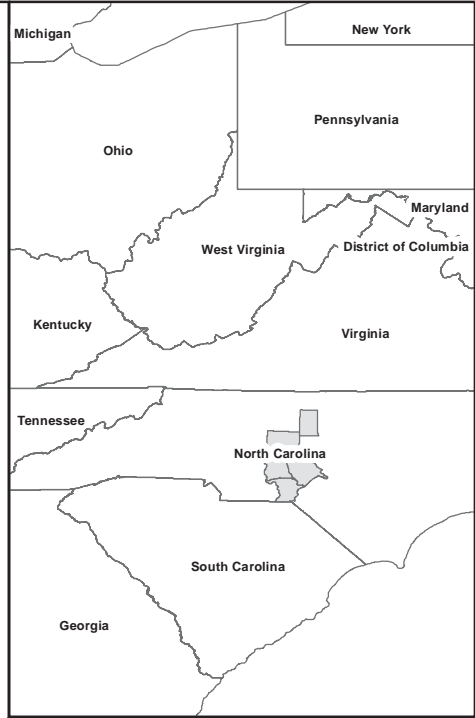 Michigan
New York
Pennsylvania
Ohio
Maryland
West Virginia
District of Columbia
Kentucky
Virginia
Tennessee
North Carolina
South Carolina
Georgia